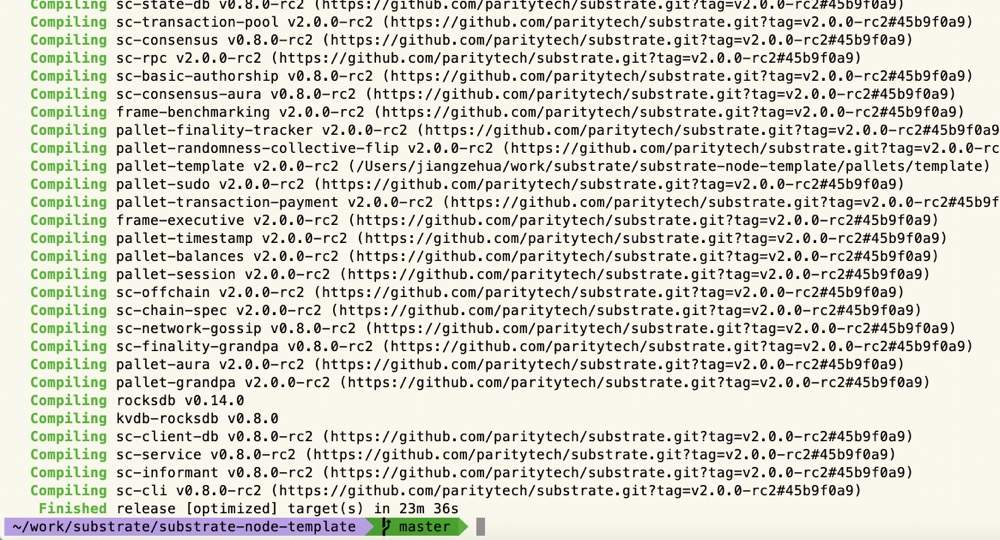 Compiling sc-state-db v0.8.0-rc2 (https://github.com/paritytech/substrate.git?tag=v2.0.0-rc2#45b9f0a9)
Compiling sc-transaction-pool v2.0.0-rc2 (https://github.com/paritytech/substrate.git?tag=v2.0.0-rc2#45b9f0a9)
Compiling sc-consensus v0.8.0-rc2 (https://github.com/paritytech/substrate.git?tag=v2.0.0-rc2#45b9f0a9)
Compiling sc-rpc v2.0.0-rc2 (https://github.com/paritytech/substrate.git?tag=v2.0.0-rc2#45b9f0a9)
Compiling sc-basic-authorship v0.8.0-rc2 (https://github.com/paritytech/substrate.git?tag=v2.0.0-rc2#45b9f0a9)
Compiling sc-consensus-aura v0.8.0-rc2 (https://github.com/paritytech/substrate.git?tag=v2.0.0-rc2#45b9f0a9)
Compiling frame-benchmarking v2.0.0-rc2 (https://github.com/paritytech/substrate.git?tag=v2.0.0-rc2#45b9f0a9)
Compiling pallet-finality-tracker v2.0.0-rc2 (https://github.com/paritytech/substrate.git?tag=v2.0.0-rc2#45b9f0a9
Compiling pallet-randomness-collective-flip v2.0.0-rc2 (https://github.com/paritytech/substrate.git?tag=v2.0.0-rc
Compiling pallet-template v2.0.0-rc2 (/Users/jiangzehua/work/substrate/substrate-node-template/pallets/template)
Compiling pallet-sudo v2.0.0-rc2 (https://github.com/paritytech/substrate.git?tag=v2.0.0-rc2#45b9f0a9)
Compiling pallet-transaction-payment v2.0.0-rc2 (https://github.com/paritytech/substrate.git?tag=v2.0.0-rc2#45b9f
Compiling frame-executive v2.0.0-rc2 (https://github.com/paritytech/substrate.git?tag=v2.0.0-rc2#45b9f0a9)
Compiling pallet-timestamp v2.0.0-rc2 (https://github.com/paritytech/substrate.git?tag=v2.0.0-rc2#45b9f0a9)
Compiling pallet-balances v2.0.0-rc2 (https://github.com/paritytech/substrate.git?tag=v2.0.0-rc2#45b9f0a9)
Compiling pallet-session v2.0.0-rc2 (https://github.com/paritytech/substrate.git?tag=v2.0.0-rc2#45b9f0a9)
Compiling sc-offchain v2.0.0-rc2 (https://github.com/paritytech/substrate.git?tag=v2.0.0-rc2#45b9f0a9)
Compiling sc-chain-spec v2.0.0-rc2 (https://github.com/paritytech/substrate.git?tag=v2.0.0-rc2#45b9f0a9)
Compiling sc-network-gossip v0.8.0-rc2 (https://github.com/paritytech/substrate.git?tag=v2.0.0-rc2#45b9f0a9)
Compiling sc-finality-grandpa v0.8.0-rc2 (https://github.com/paritytech/substrate.git?tag=v2.0.0-rc2#45b9f0a9)
Compiling pallet-aura v2.0.0-rc2 (https://github.com/paritytech/substrate.git?tag=v2.0.0-rc2#45b9f0a9)
Compiling pallet-grandpa v2.0.0-rc2 (https://github.com/paritytech/substrate.git?tag=v2.0.0-rc2#45b9f0a9)
Compiling rocksdb v0.14.0
Compiling kvdb-rocksdb v0.8.0
Compiling sc-client-db v0.8.0-rc2 (https://github.com/paritytech/substrate.git?tag=v2.0.0-rc2#45b9f0a9)
Compiling sc-service v0.8.0-rc2 (https://github.com/paritytech/substrate.git?tag=v2.0.0-rc2#45b9f0a9)
Compiling sc-informant v0.8.0-rc2 (https://github.com/paritytech/substrate.git?tag=v2.0.0-rc2#45b9f0a9)
Compiling sc-cli v0.8.0-rc2 (https://github.com/paritytech/substrate.git?tag=v2.0.0-rc2#45b9f0a9)
Finished release [optimized] target(s) in 23m 36s
~/work/substrate/substrate-node-template master